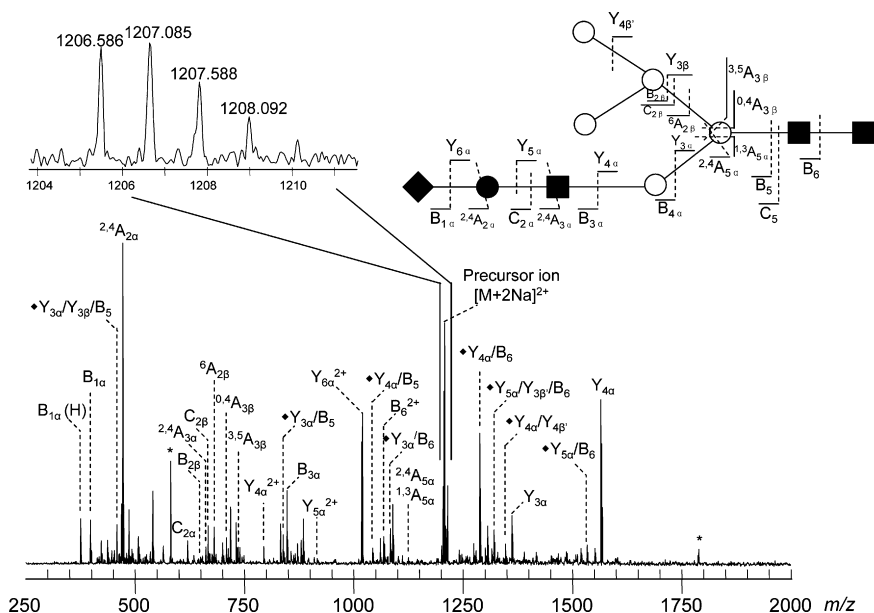 1206.586
1207.085
1207.588
1208.092
1204 1206 1208 1210
Y4β'
Y3β
3,5A3β
0,4A3β
B2β
C2β
6A2β
Y6α
Y5α
Y4α
Y3α
1,3A5α
2,4A5α
B1α
2,4A2α
C2α
2,4A3α
B3α
B4α
B5
C5
B6
Precursor ion
[M+2Na]2+
2,4A2α
◆Y3α/Y3β/B5
B1α
B1α (H)
2,4A3α
C2α
B2β
C2β
6A2β
0,4A3β
3,5A3β
*
Y4α2+
◆Y3α/B5
B3α
Y5α2+
Y6α2+
◆Y4α/B5
B62+
◆Y3α/B6
2,4A5α
1,3A5α
◆Y4α/B6
◆Y5α/Y3β'/B6
◆Y4α/Y4β'
Y3α
◆Y5α/B6
Y4α
*
250 500 750 1000 1250 1500 1750 2000 m/z